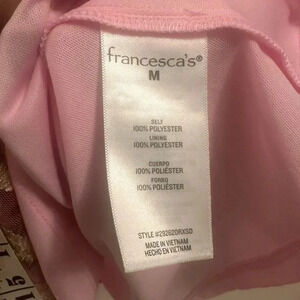 francesca's®
M
SELF
100% POLYESTER
LINING
100% POLYESTER
CUERPO
100% POLIÉSTER
FORRO
100% POLIÉSTER
STYLE #292620RXSD
MADE IN VIETNAM
HECHO EN VIETNAM